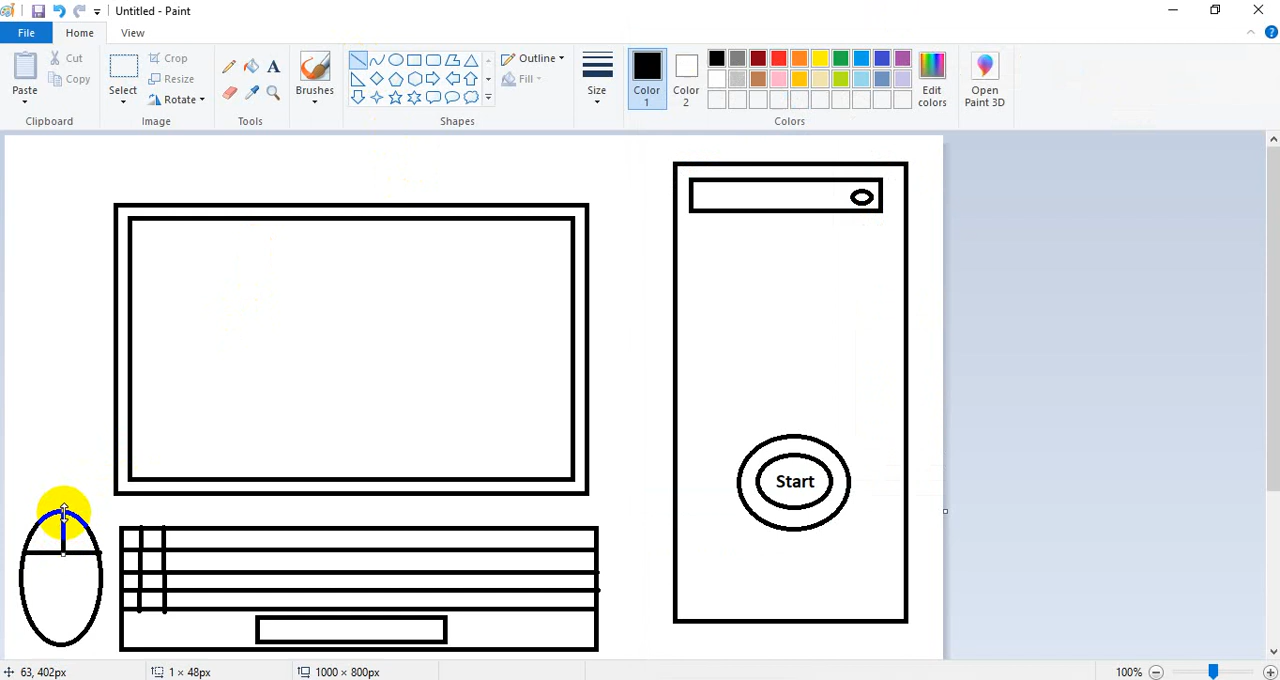 Untitled - Paint
File Home View
Cut
Copy
Paste
Clipboard
Select
Crop
Resize
Rotate
Image
A
Tools
Brushes
Outline
Fill
Shapes
Size
Color
1
Color
2
Edit
colors
Colors
Open
Paint 3D
?
Start
63, 402px
1 × 48px
1000 × 800px
100%